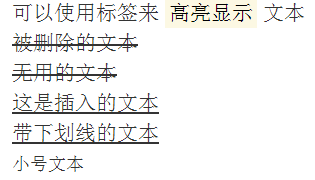 可以使用标签来 高亮显示 文本
被删除的文本
无用的文本
这是插入的文本
带下划线的文本
小号文本